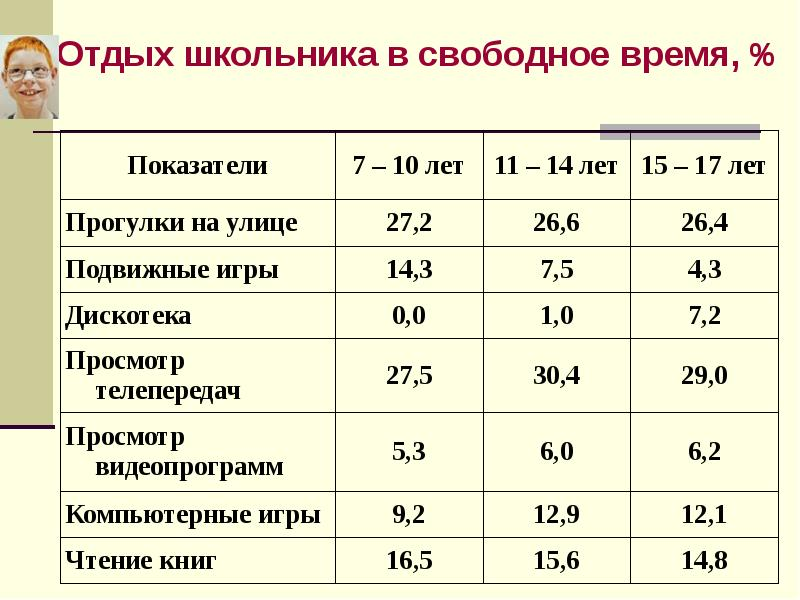 Отдых школьника в свободное время, %
Показатели 7 – 10 лет 11 – 14 лет 15 – 17 лет
Прогулки на улице 27,2 26,6 26,4
Подвижные игры 14,3 7,5 4,3
Дискотека 0,0 1,0 7,2
Просмотр
телепередач 27,5 30,4 29,0
Просмотр
видеопрограмм 5,3 6,0 6,2
Компьютерные игры 9,2 12,9 12,1
Чтение книг 16,5 15,6 14,8